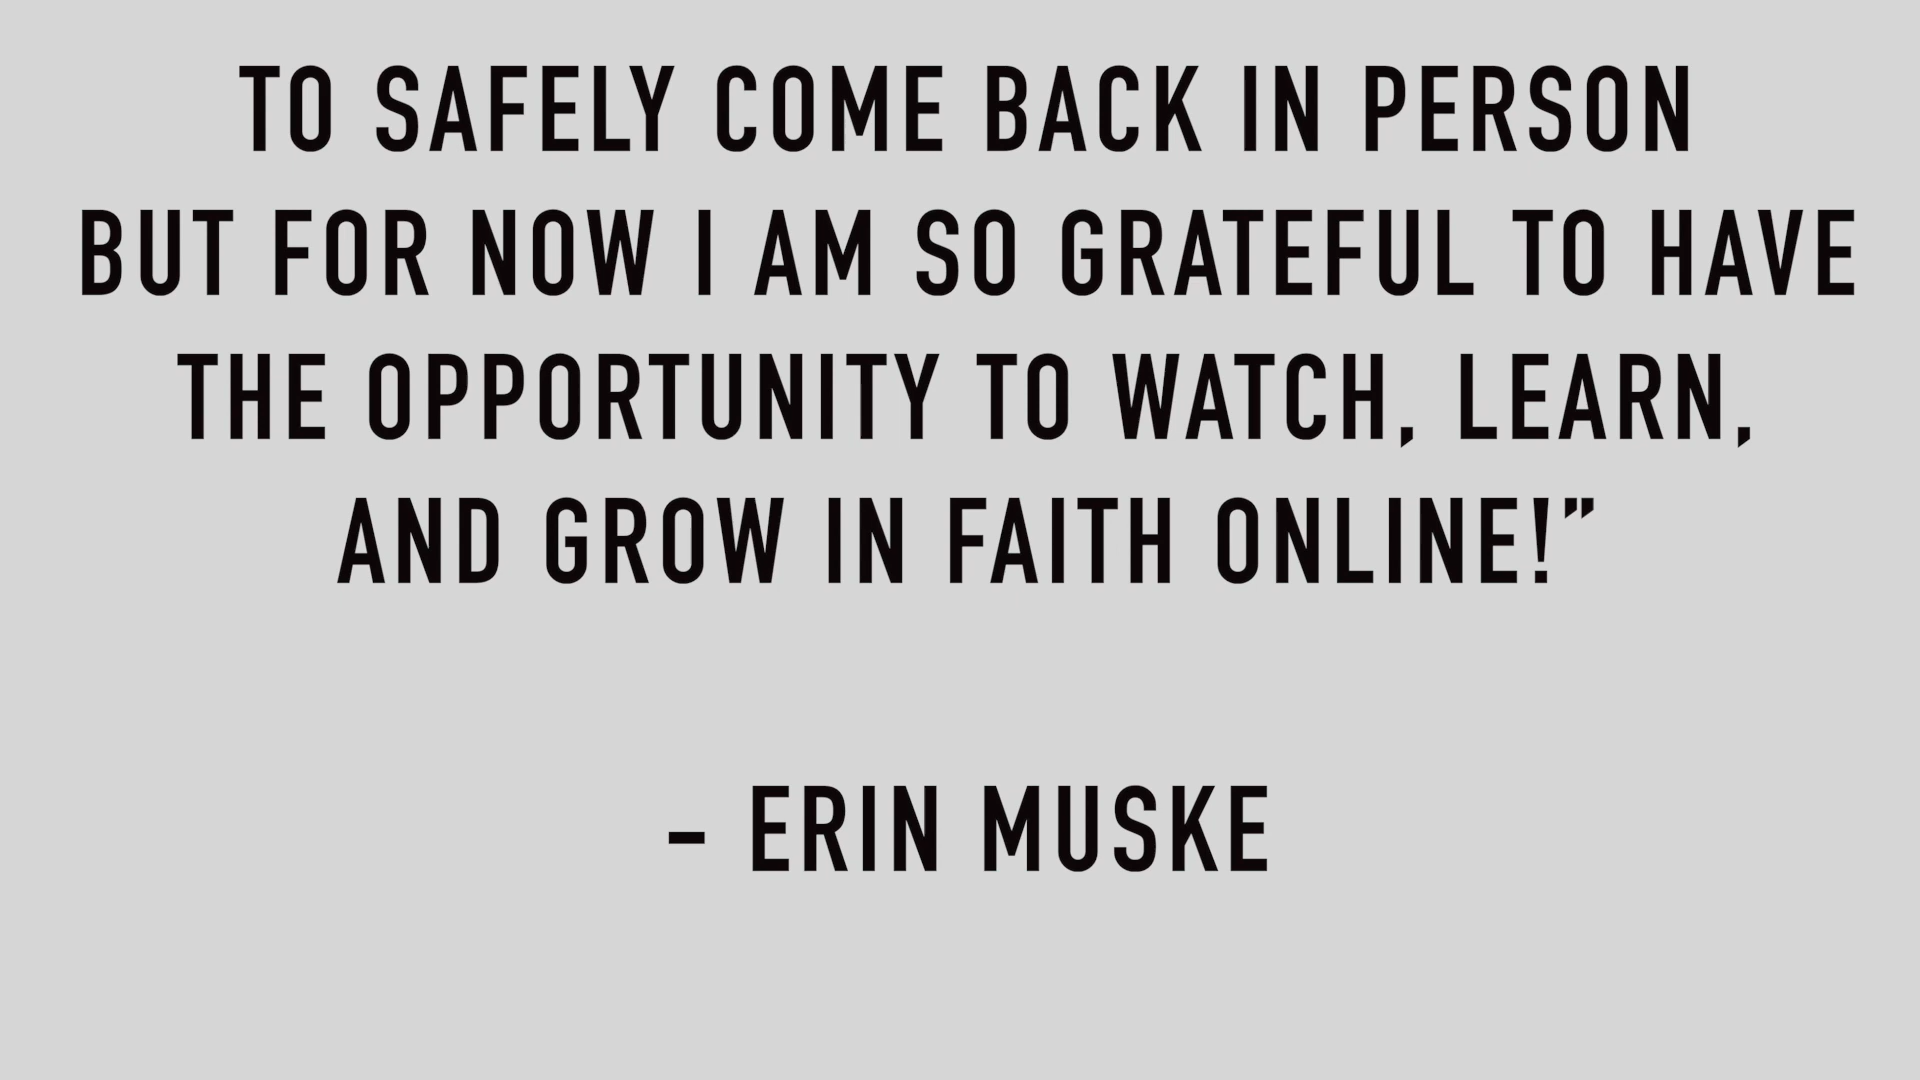 TO SAFELY COME BACK IN PERSON
BUT FOR NOW I AM SO GRATEFUL TO HAVE
THE OPPORTUNITY TO WATCH, LEARN,
AND GROW IN FAITH ONLINE!”
– ERIN MUSKE